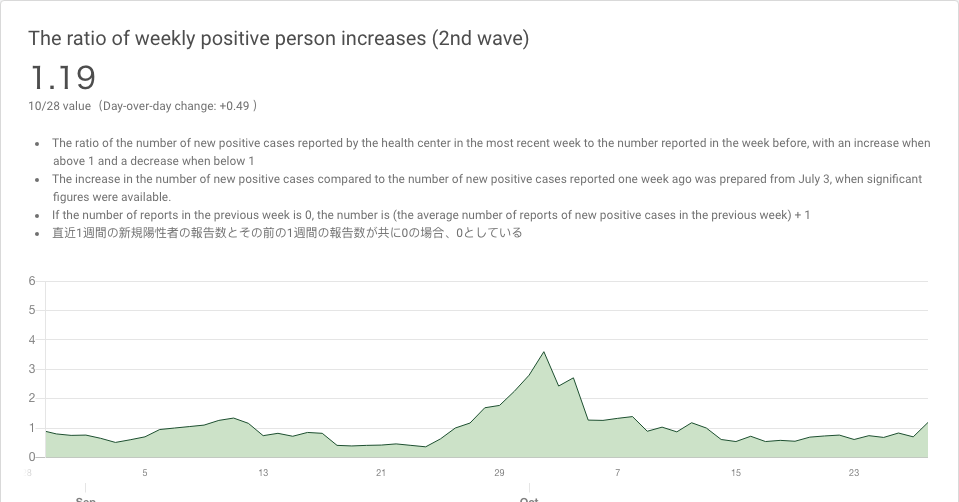 The ratio of weekly positive person increases (2nd wave)
1.19
10/28 value（Day-over-day change: +0.49 ）
The ratio of the number of new positive cases reported by the health center in the most recent week to the number reported in the week before, with an increase when
above 1 and a decrease when below 1
The increase in the number of new positive cases compared to the number of new positive cases reported one week ago was prepared from July 3, when significant
figures were available.
If the number of reports in the previous week is 0, the number is (the average number of reports of new positive cases in the previous week) + 1
直近1週間の新規陽性者の報告数とその前の1週間の報告数が共に0の場合、0としている
6
5
4
3
2
1
0
5 13 21 29 7 15 23
Sep Oct